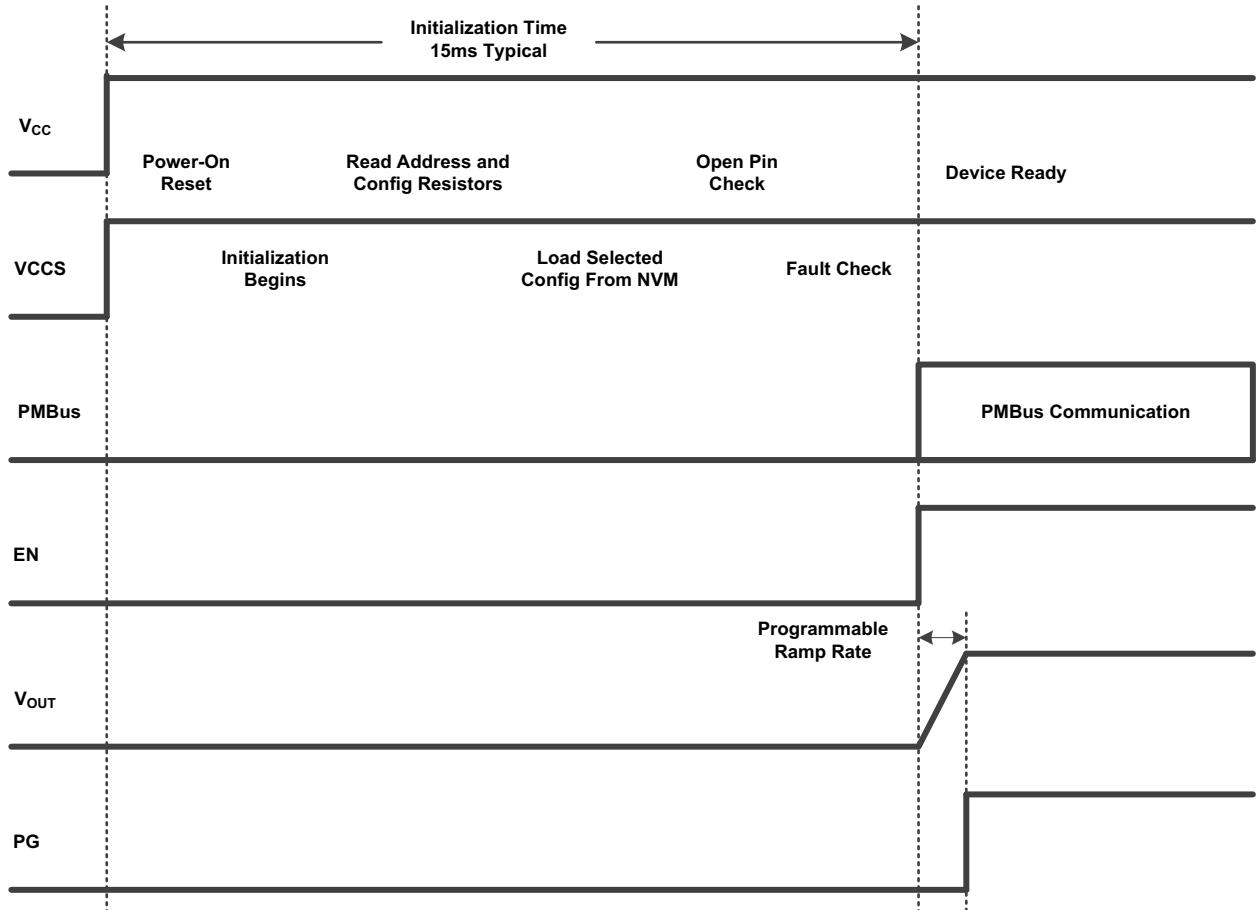 Initialization Time
15ms Typical
VCC
Power-On
Reset
Read Address and
Config Resistors
Open Pin
Check
Device Ready
VCCS
Initialization
Begins
Load Selected
Config From NVM
Fault Check
PMBus
PMBus Communication
EN
Programmable
Ramp Rate
VOUT
PG